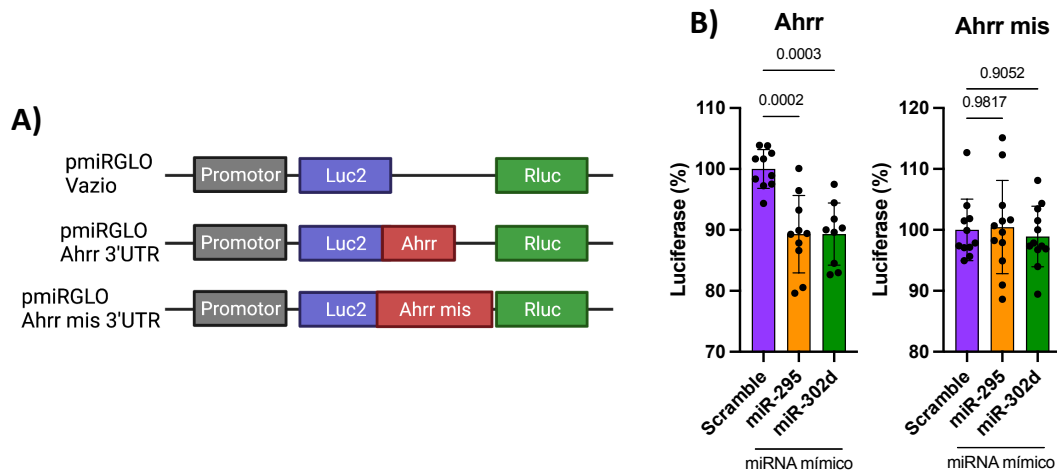 A)
pmiRGLO
Vazio
Promotor
Luc2
Rluc
pmiRGLO
Ahrr 3'UTR
Promotor
Luc2
Ahrr
Rluc
pmiRGLO
Ahrr mis 3'UTR
Promotor
Luc2
Ahrr mis
Rluc
B)
Ahrr
0.0003
0.0002
110
100
90
80
70
Luciferase (%)
Scramble
miR-295
miR-302d
miRNA mímico
Ahrr mis
0.9052
0.9817
120
110
100
90
80
Luciferase (%)
Scramble
miR-295
miR-302d
miRNA mímico